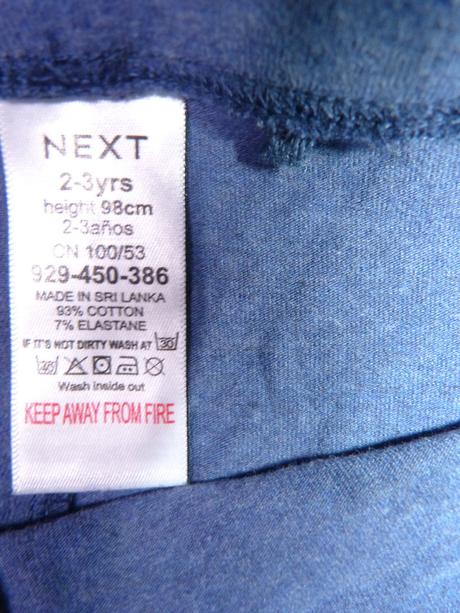 NEXT
2-3yrs
height 98cm
2-3años
CN 100/53
929-450-386
MADE IN SRI LANKA
93% COTTON
7% ELASTANE
IF IT'S NOT DIRTY WASH AT 30
40
Wash inside out
KEEP AWAY FROM FIRE